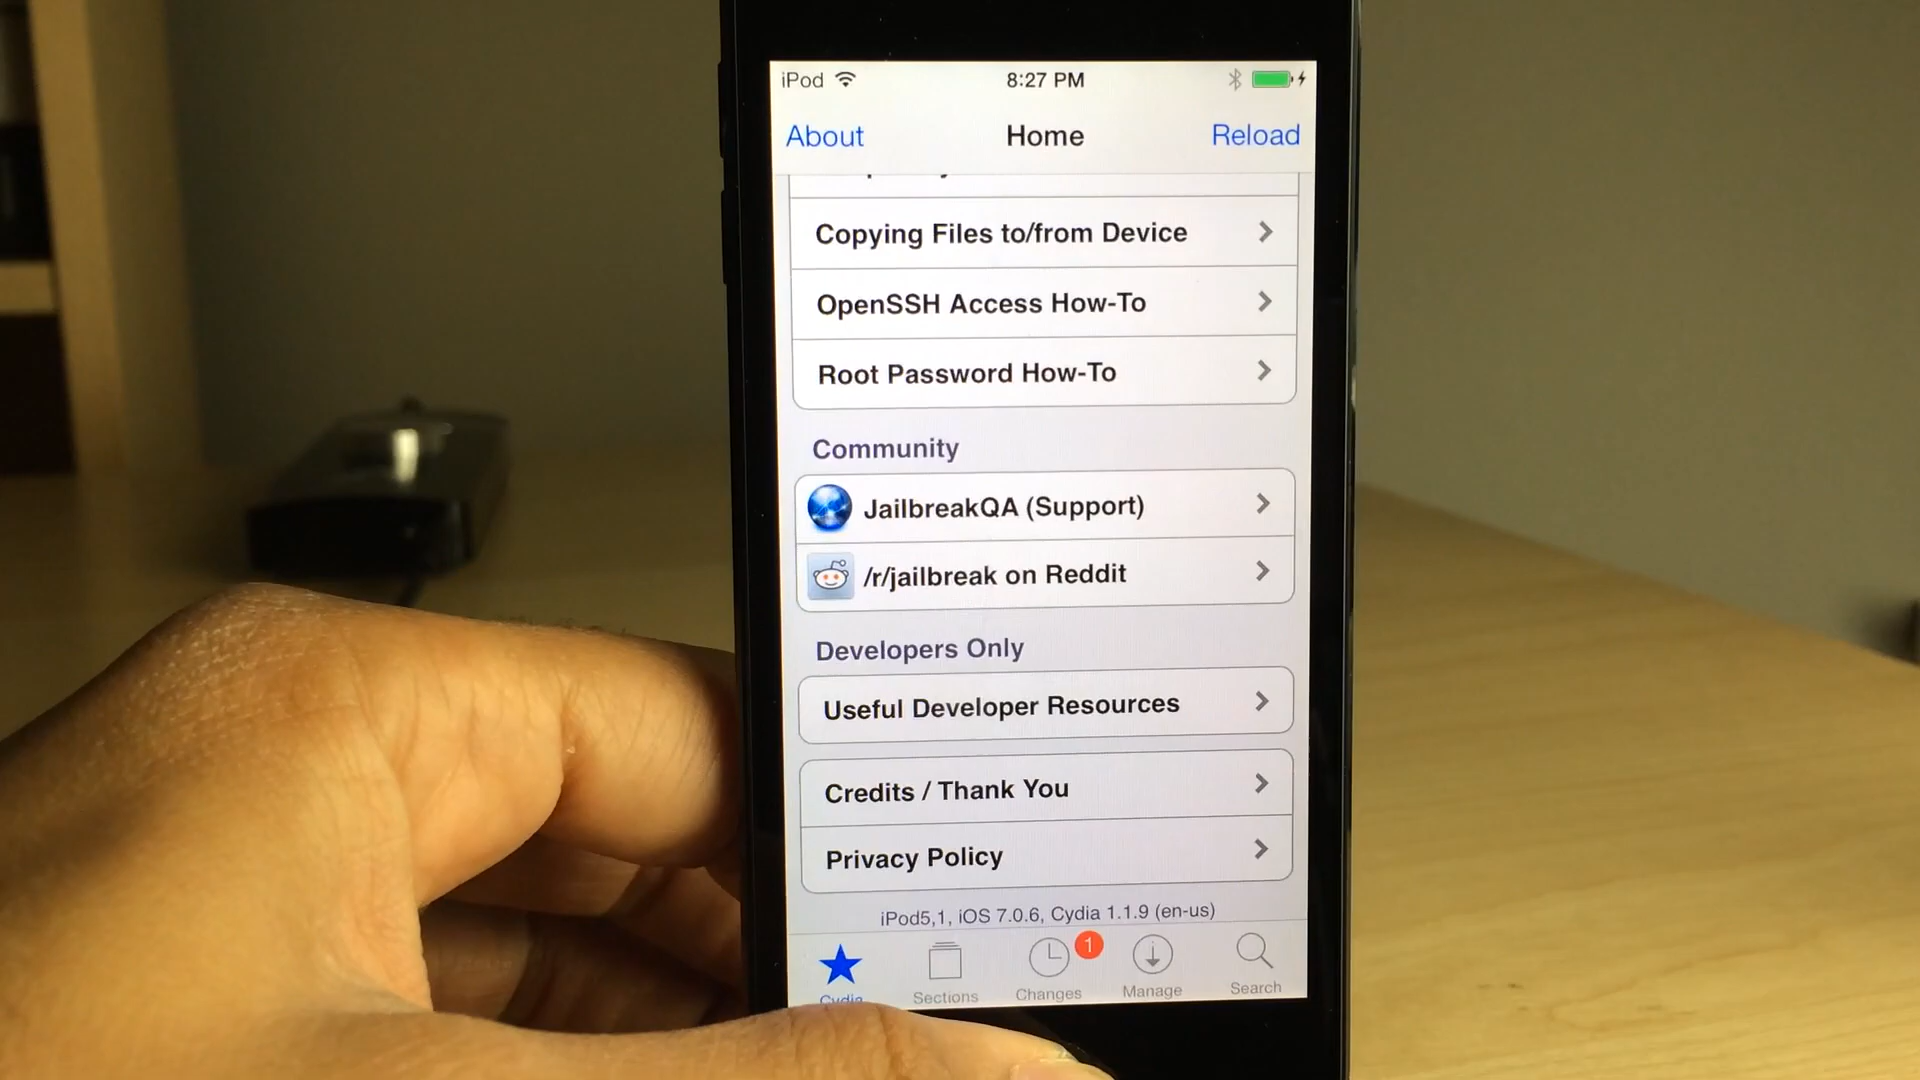 iPod 8:27 PM
About Home Reload
Copying Files to/from Device
OpenSSH Access How-To
Root Password How-To
Community
JailbreakQA (Support)
/r/jailbreak on Reddit
Developers Only
Useful Developer Resources
Credits / Thank You
Privacy Policy
iPod5,1, iOS 7.0.6, Cydia 1.1.9 (en-us)
1
Cydia Sections Changes Manage Search